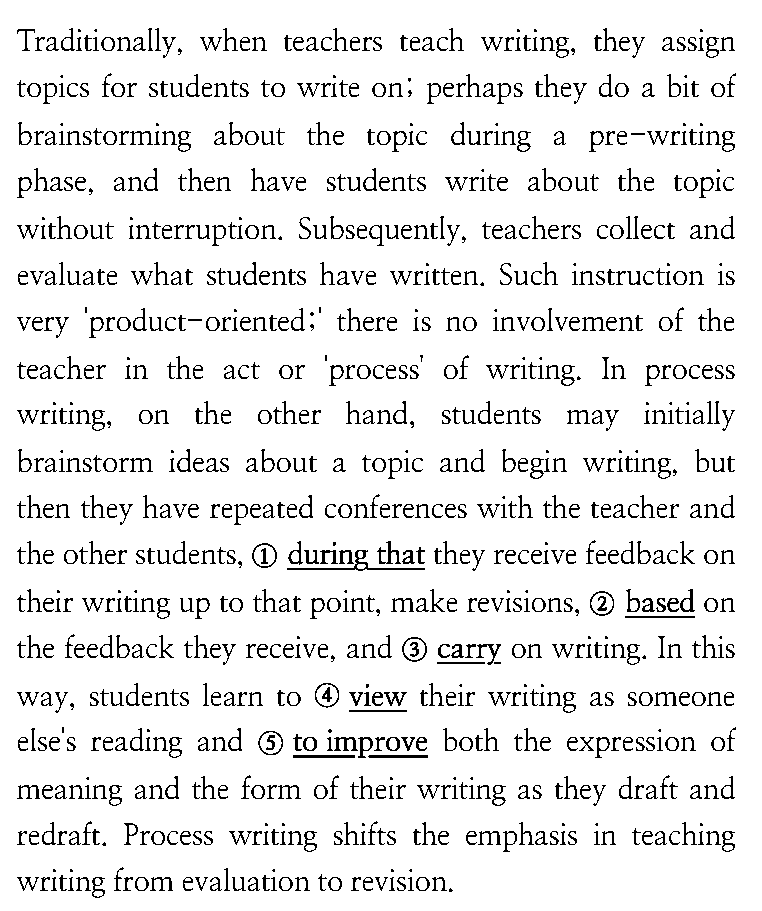 Traditionally, when teachers teach writing, they assign
topics for students to write on; perhaps they do a bit of
brainstorming about the topic during a pre-writing
phase, and then have students write about the topic
without interruption. Subsequently, teachers collect and
evaluate what students have written. Such instruction is
very 'product-oriented;' there is no involvement of the
teacher in the act or 'process' of writing. In process
writing, on the other hand, students may initially
brainstorm ideas about a topic and begin writing, but
then they have repeated conferences with the teacher and
the other students, ① during that they receive feedback on
their writing up to that point, make revisions, ② based on
the feedback they receive, and ③ carry on writing. In this
way, students learn to ④ view their writing as someone
else's reading and ⑤ to improve both the expression of
meaning and the form of their writing as they draft and
redraft. Process writing shifts the emphasis in teaching
writing from evaluation to revision.